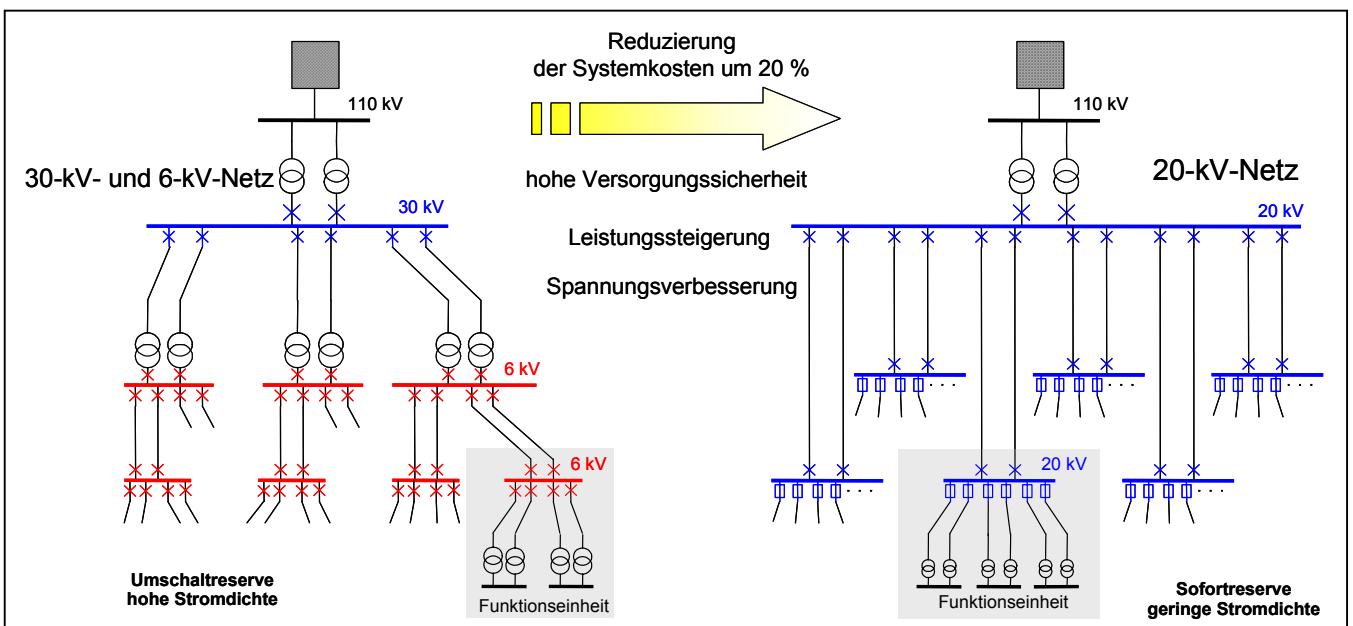 Reduzierung
der Systemkosten um 20 %
110 kV
110 kV
30-kV- und 6-kV-Netz
hohe Versorgungssicherheit
20-kV-Netz
30 kV
20 kV
Leistungssteigerung
Spannungsverbesserung
6 kV
6 kV
20 kV
Umschaltreserve
hohe Stromdichte
Funktionseinheit
Funktionseinheit
Sofortreserve
geringe Stromdichte